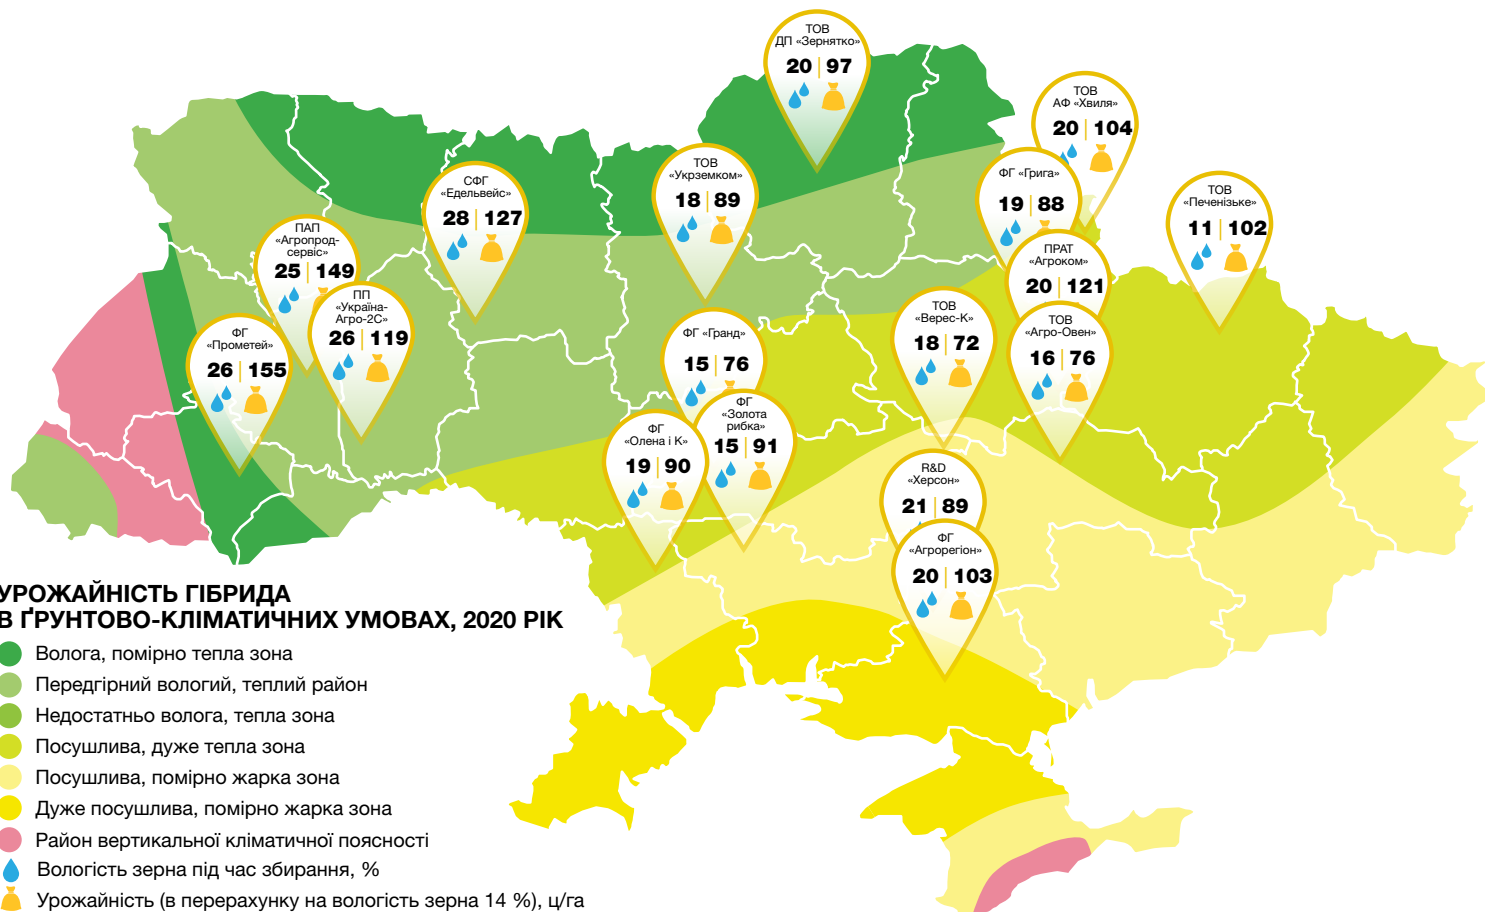 ТОВ
ДП «Зернятко»
20 97
ТОВ
АФ «Хвиля»
20 104
ФГ «Грига»
19 88
ТОВ
«Печенізьке»
11 102
ТОВ
«Укрземком»
18 89
СФГ
«Едельвейс»
28 127
ПАП
«Агропрод-
сервіс»
25 149
ПП
«Україна-
Агро-2С»
26 119
ФГ
«Прометей»
26 155
ПРАТ
«Агроком»
20 121
ТОВ
«Верес-К»
18 72
ТОВ
«Агро-Овен»
16 76
ФГ «Гранд»
15 76
ФГ
«Золота
рибка»
15 91
ФГ
«Олена і К»
19 90
R&D
«Херсон»
21 89
ФГ
«Агрорегіон»
20 103
УРОЖАЙНІСТЬ ГІБРИДА
В ҐРУНТОВО-КЛІМАТИЧНИХ УМОВАХ, 2020 РІК
Волога, помірно тепла зона
Передгірний вологий, теплий район
Недостатньо волога, тепла зона
Посушлива, дуже тепла зона
Посушлива, помірно жарка зона
Дуже посушлива, помірно жарка зона
Район вертикальної кліматичної поясності
Вологість зерна під час збирання, %
Урожайність (в перерахунку на вологість зерна 14 %), ц/га